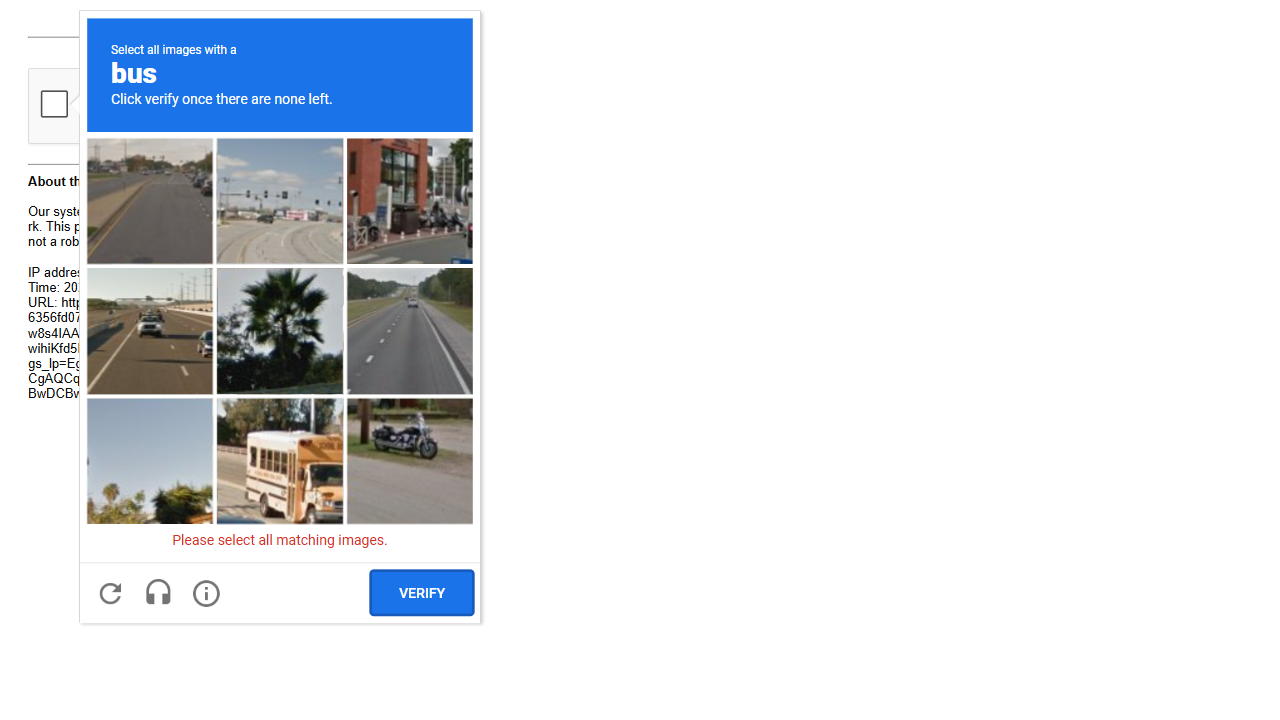 Select all images with a
bus
Click verify once there are none left.
About th
Our syste
rk. This p
not a rob
IP addres
Time: 20
URL: http
6356fd07
w8s4IAA
wihiKfd5
gs_lp=Eg
CgAQCq
BwDCBw
SCHOOL
Please select all matching images.
VERIFY